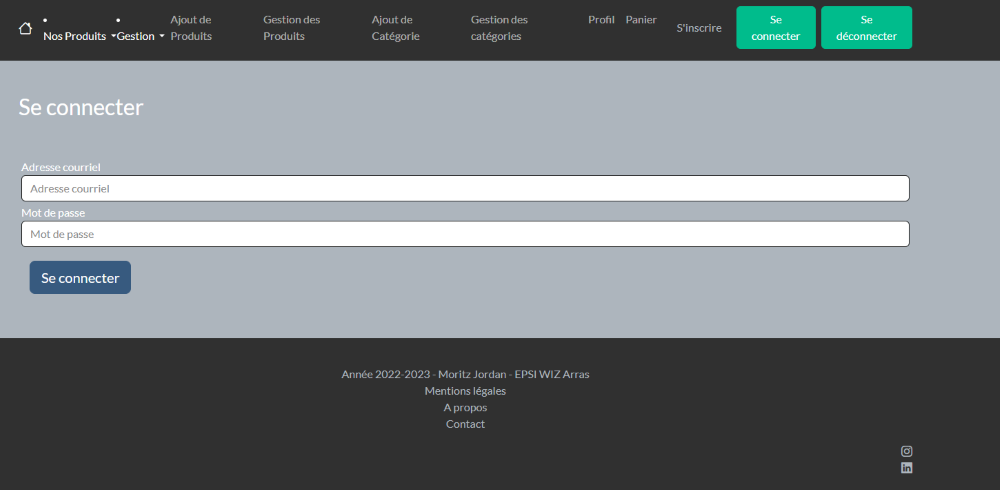 Nos Produits
Gestion
Ajout de
Produits
Gestion des
Produits
Ajout de
Catégorie
Gestion des
catégories
Profil
Panier
S'inscrire
Se
connecter
Se
déconnecter
Se connecter
Adresse courriel
Adresse courriel
Mot de passe
Mot de passe
Se connecter
Année 2022-2023 - Moritz Jordan - EPSI WIZ Arras
Mentions légales
A propos
Contact